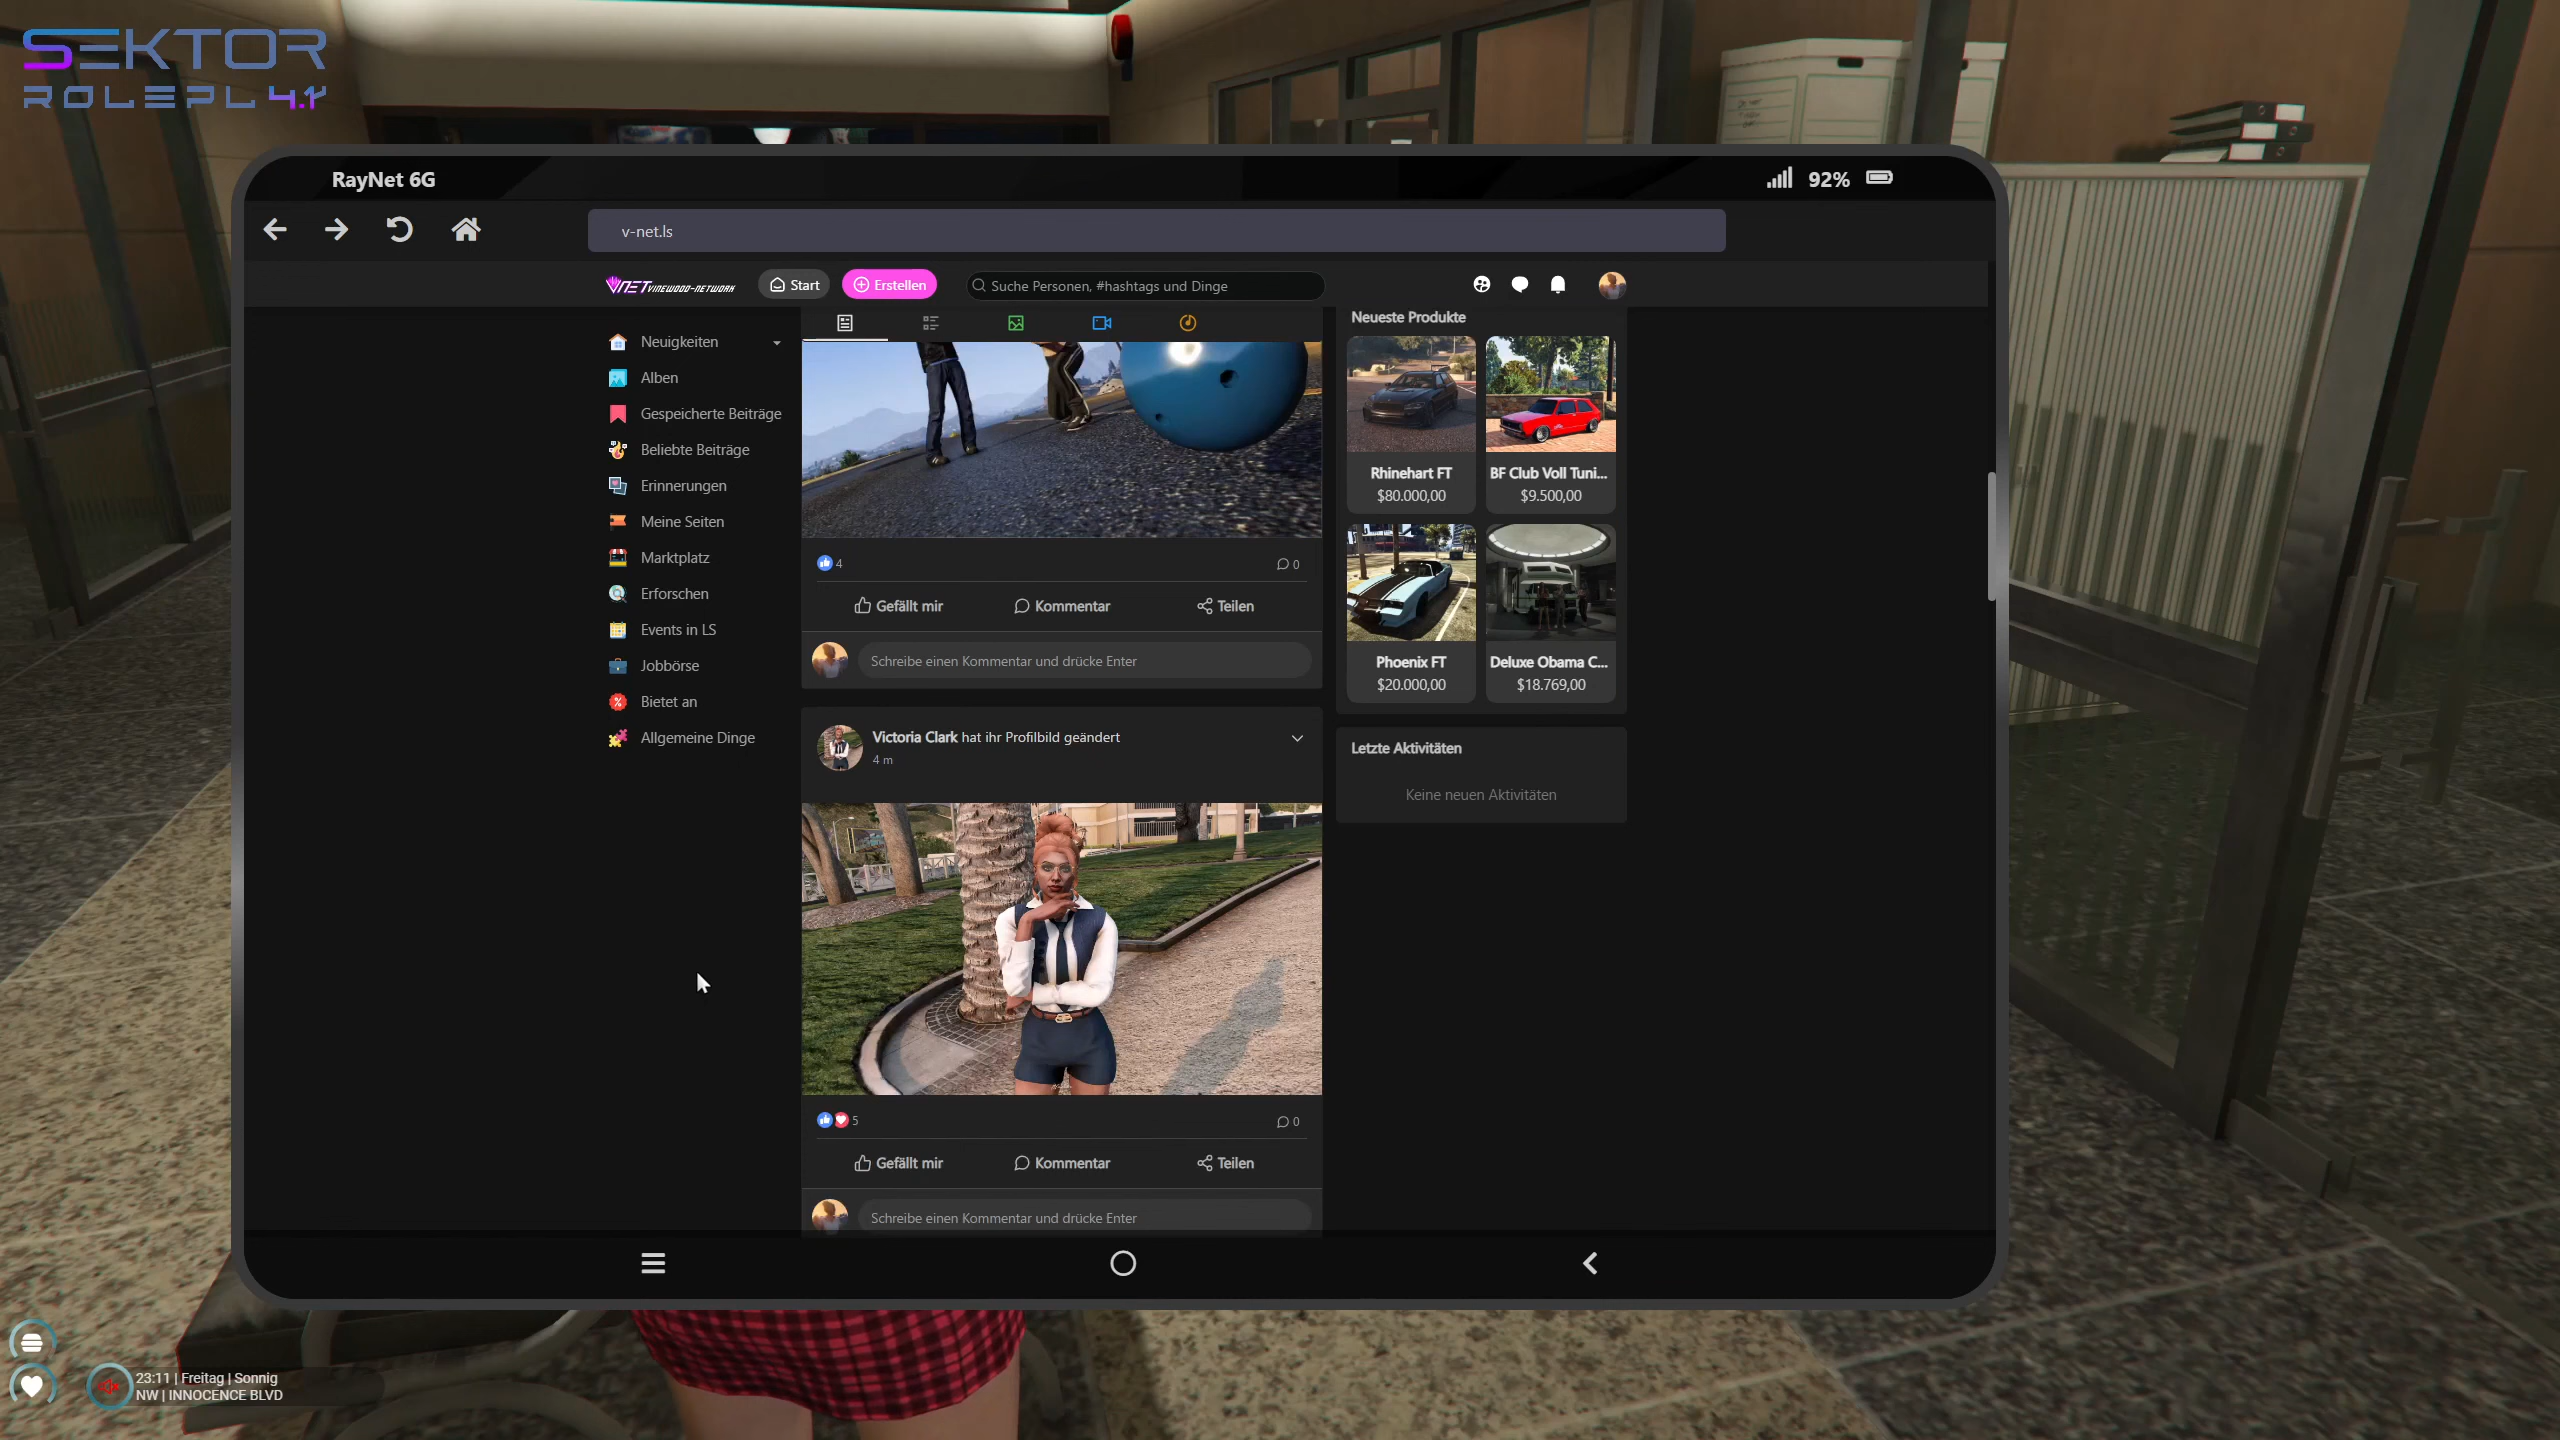 SEKTOR
ROLEPL4.Y
RayNet 6G
92%
v-net.ls
VNET VINEWOOD-NETWORK
Start
Erstellen
Suche Personen, #hashtags und Dinge
Neuigkeiten
Alben
Gespeicherte Beiträge
Beliebte Beiträge
Erinnerungen
Meine Seiten
Marktplatz
Erforschen
Events in LS
Jobbörse
Bietet an
Allgemeine Dinge
4
0
Gefällt mir
Kommentar
Teilen
Schreibe einen Kommentar und drücke Enter
Victoria Clark hat ihr Profilbild geändert
4 m
5
0
Gefällt mir
Kommentar
Teilen
Schreibe einen Kommentar und drücke Enter
Neueste Produkte
Rhinehart FT
$80.000,00
BF Club Voll Tuni...
$9.500,00
Phoenix FT
$20.000,00
Deluxe Obama C...
$18.769,00
Letzte Aktivitäten
Keine neuen Aktivitäten
23:11 | Freitag | Sonnig
NW | INNOCENCE BLVD